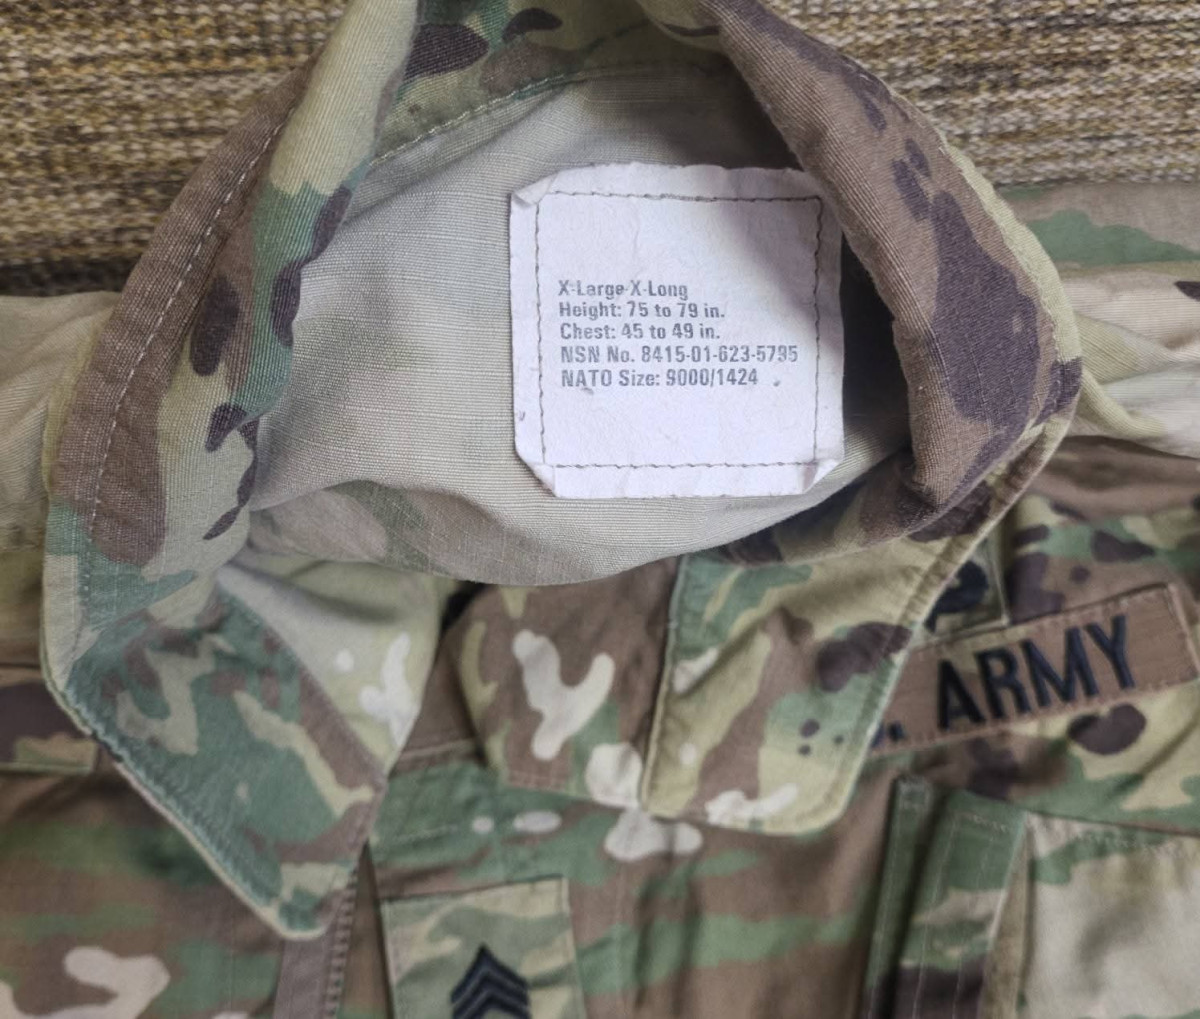 X-Large-X-Long
Height: 75 to 79 in.
Chest: 45 to 49 in.
NSN No. 8415-01-623-5795
NATO Size: 9000/1424
. ARMY